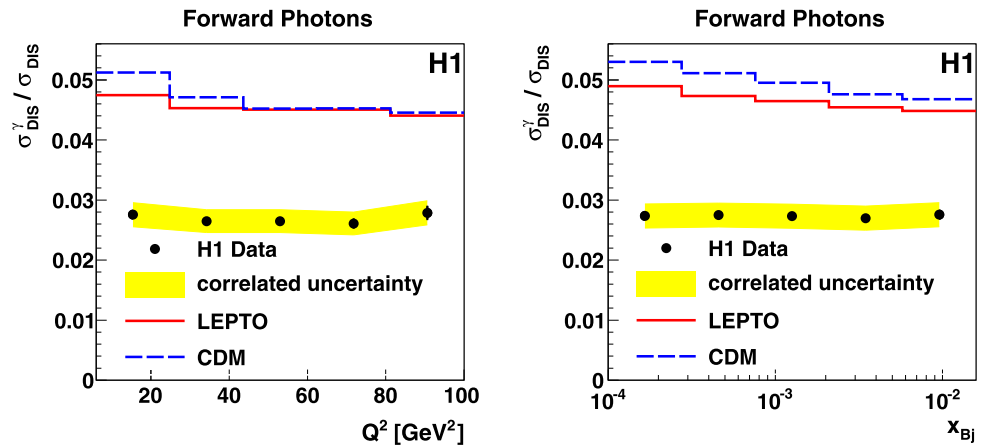 Forward Photons
H1
σ^γ_DIS / σ_DIS
0.05
0.04
0.03
0.02
0.01
0
H1 Data
correlated uncertainty
LEPTO
CDM
20 40 60 80 100
Q² [GeV²]
Forward Photons
H1
σ^γ_DIS / σ_DIS
0.05
0.04
0.03
0.02
0.01
0
H1 Data
correlated uncertainty
LEPTO
CDM
10⁻⁴ 10⁻³ 10⁻²
x_Bj